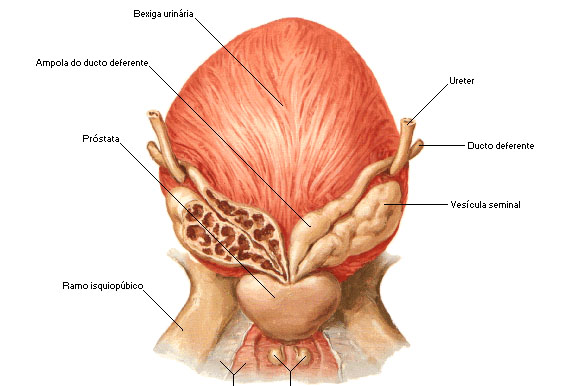 Bexiga urinária
Ampola do ducto deferente
Ureter
Próstata
Ducto deferente
Vesícula seminal
Ramo isquiopúbico